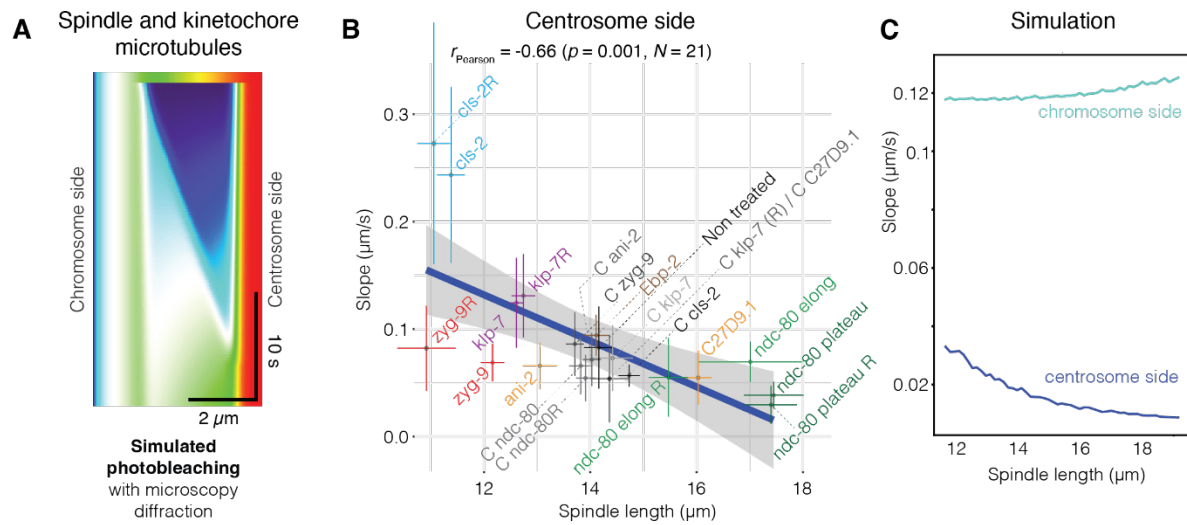 A
Spindle and kinetochore
microtubules
Chromosome side
Centrosome side
10 s
2 µm
Simulated
photobleaching
with microscopy
diffraction
B
Centrosome side
rPearson = -0.66 (p = 0.001, N = 21)
Slope (µm/s)
0.3
0.2
0.1
0.0
cls-2R
cls-2
klp-7R
klp-7
zyg-9R
zyg-9
ani-2
C ndc-80
C ndc-80R
C ani-2
C zyg-9
Ebp-2
Non treated
C klp-7
C klp-7 (R) / C C27D9.1
C cls-2
ndc-80 elong R
C27D9.1
ndc-80 elong
ndc-80 plateau
ndc-80 plateau R
12 14 16 18
Spindle length (µm)
C
Simulation
Slope (µm/s)
0.12
0.06
0.02
chromosome side
centrosome side
12 14 16 18
Spindle length (µm)